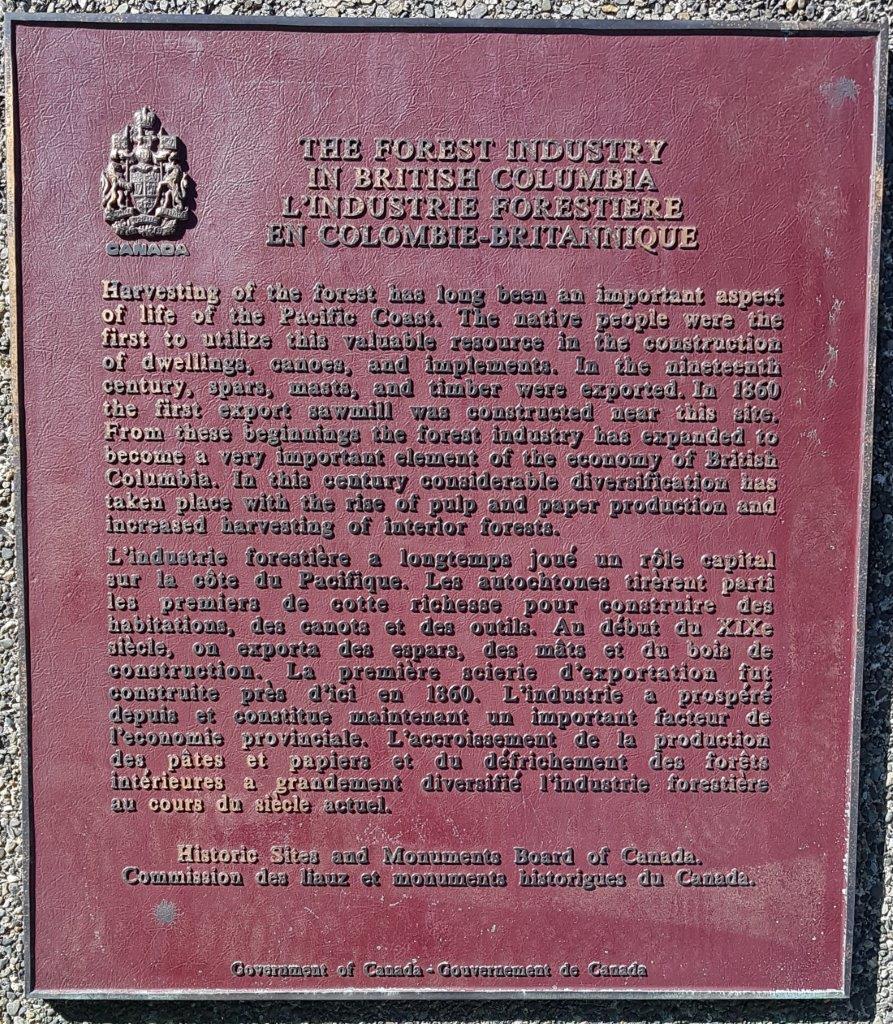 CANADA
THE FOREST INDUSTRY
IN BRITISH COLUMBIA
L'INDUSTRIE FORESTIERE
EN COLOMBIE-BRITANNIQUE
Harvesting of the forest has long been an important aspect
of life of the Pacific Coast. The native people were the
first to utilize this valuable resource in the construction
of dwellings, canoes, and implements. In the nineteenth
century, spars, masts, and timber were exported. In 1860
the first export sawmill was constructed near this site.
From these beginnings the forest industry has expanded to
become a very important element of the economy of British
Columbia. In this century considerable diversification has
taken place with the rise of pulp and paper production and
increased harvesting of interior forests.
L'industrie forestière a longtemps joué un rôle capital
sur la côte du Pacifique. Les autochtones tirèrent parti
les premiers de cotte richesse pour construire des
habitations, des canots et des outils. Au début du XIXe
siècle, on exporta des espars, des mâts et du bois de
construction. La première scierie d'exportation fut
construite près d'ici en 1860. L'industrie a prospéré
depuis et constitue maintenant un important facteur de
l'economie provinciale. L'accroissement de la production
des pâtes et papiers et du défrichement des forêts
intérieures a grandement diversifié l'industrie forestière
au cours du siècle actuel.
Historic Sites and Monuments Board of Canada.
Commission des liauz et monuments historigues du Canada.
Government of Canada - Gouvernement de Canada